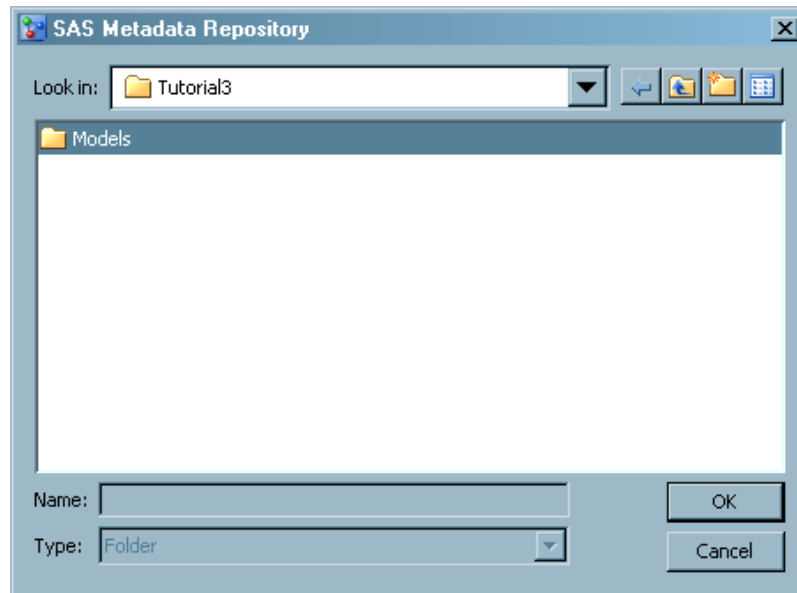 SAS Metadata Repository
Look in: Tutorial3
Models
Name:
OK
Type: Folder
Cancel